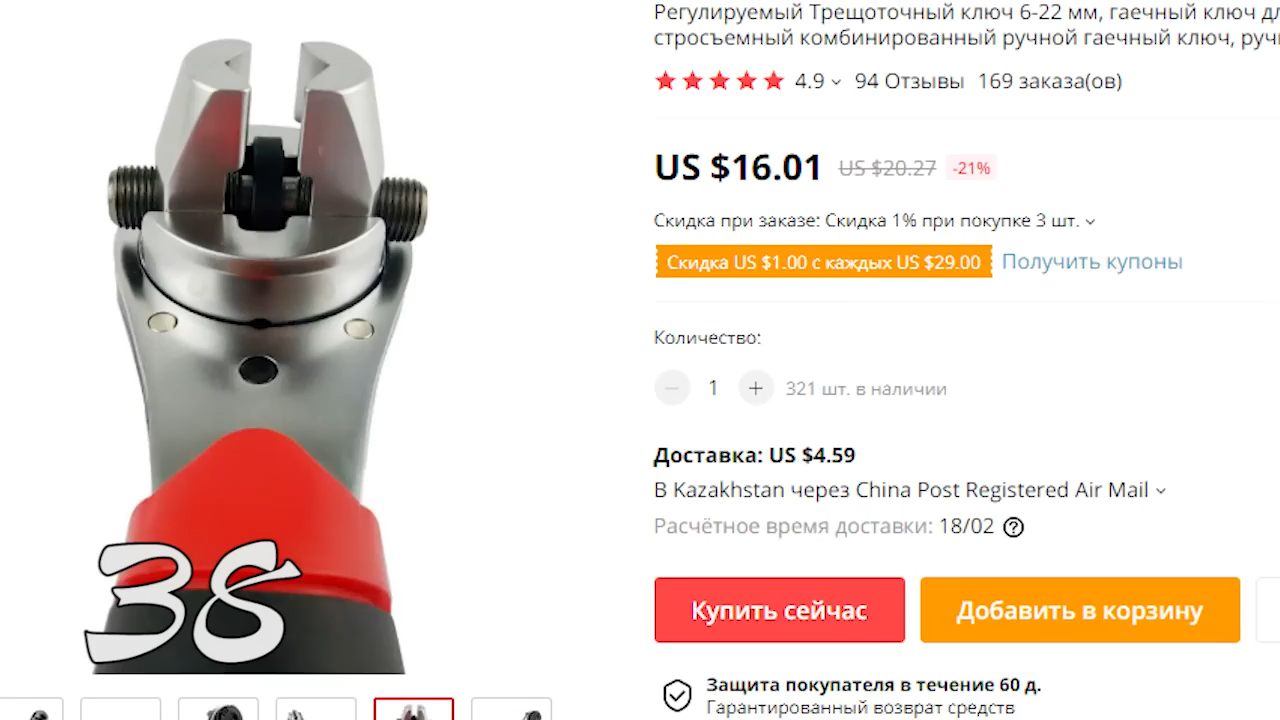 Регулируемый Трещоточный ключ 6-22 мм, гаечный ключ
стросъемный комбинированный ручной гаечный ключ,
4.9 94 Отзывы 169 заказа(ов)
US $16.01 US $20.27 -21%
Скидка при заказе: Скидка 1% при покупке 3 шт.
Скидка US $1.00 с каждых US $29.00 Получить купоны
Количество:
1 321 шт. в наличии
Доставка: US $4.59
В Kazakhstan через China Post Registered Air Mail
Расчётное время доставки: 18/02
Купить сейчас Добавить в корзину
Защита покупателя в течение 60 д.
Гарантированный возврат средств
38